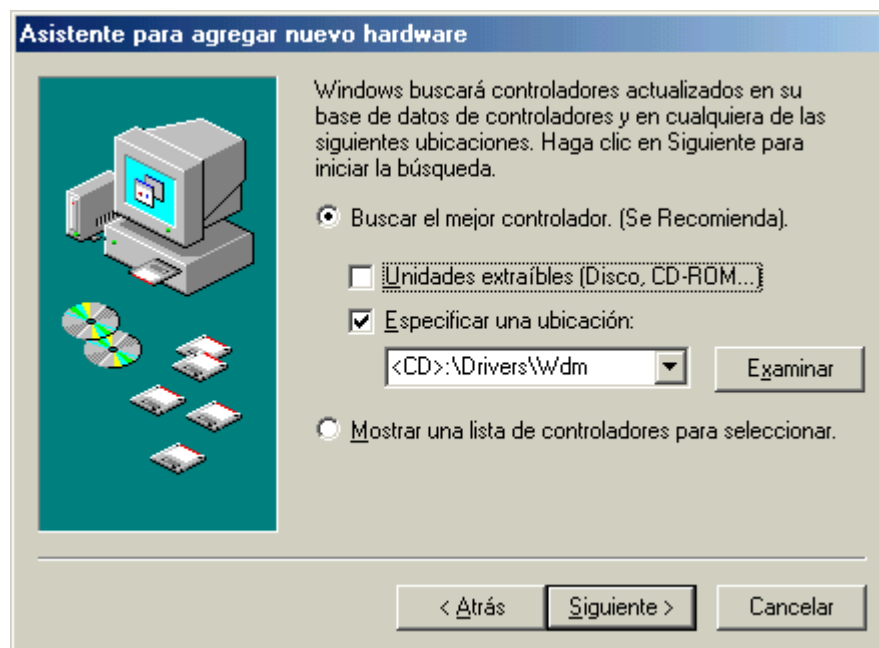 Asistente para agregar nuevo hardware
Windows buscará controladores actualizados en su
base de datos de controladores y en cualquiera de las
siguientes ubicaciones. Haga clic en Siguiente para
iniciar la búsqueda.
Buscar el mejor controlador. (Se Recomienda).
Unidades extraíbles (Disco, CD-ROM...)
Especificar una ubicación:
<CD>:\Drivers\Wdm
Examinar
Mostrar una lista de controladores para seleccionar.
< Atrás
Siguiente >
Cancelar